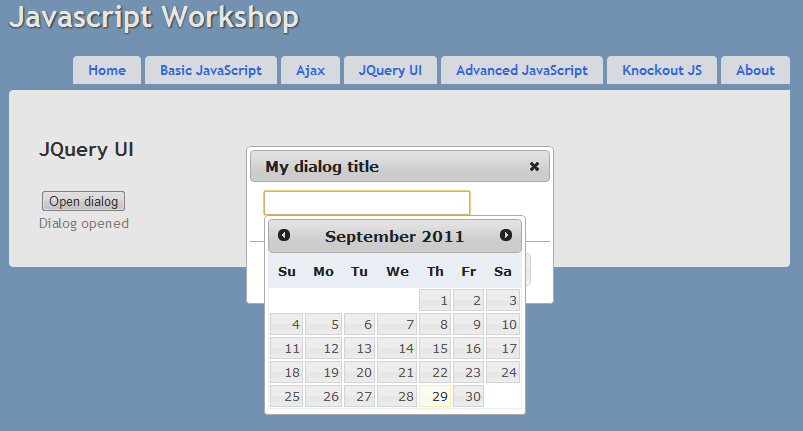 Javascript Workshop
Home Basic JavaScript Ajax JQuery UI Advanced JavaScript Knockout JS About
JQuery UI
My dialog title
Open dialog
Dialog opened
September 2011
Su Mo Tu We Th Fr Sa
1 2 3
4 5 6 7 8 9 10
11 12 13 14 15 16 17
18 19 20 21 22 23 24
25 26 27 28 29 30